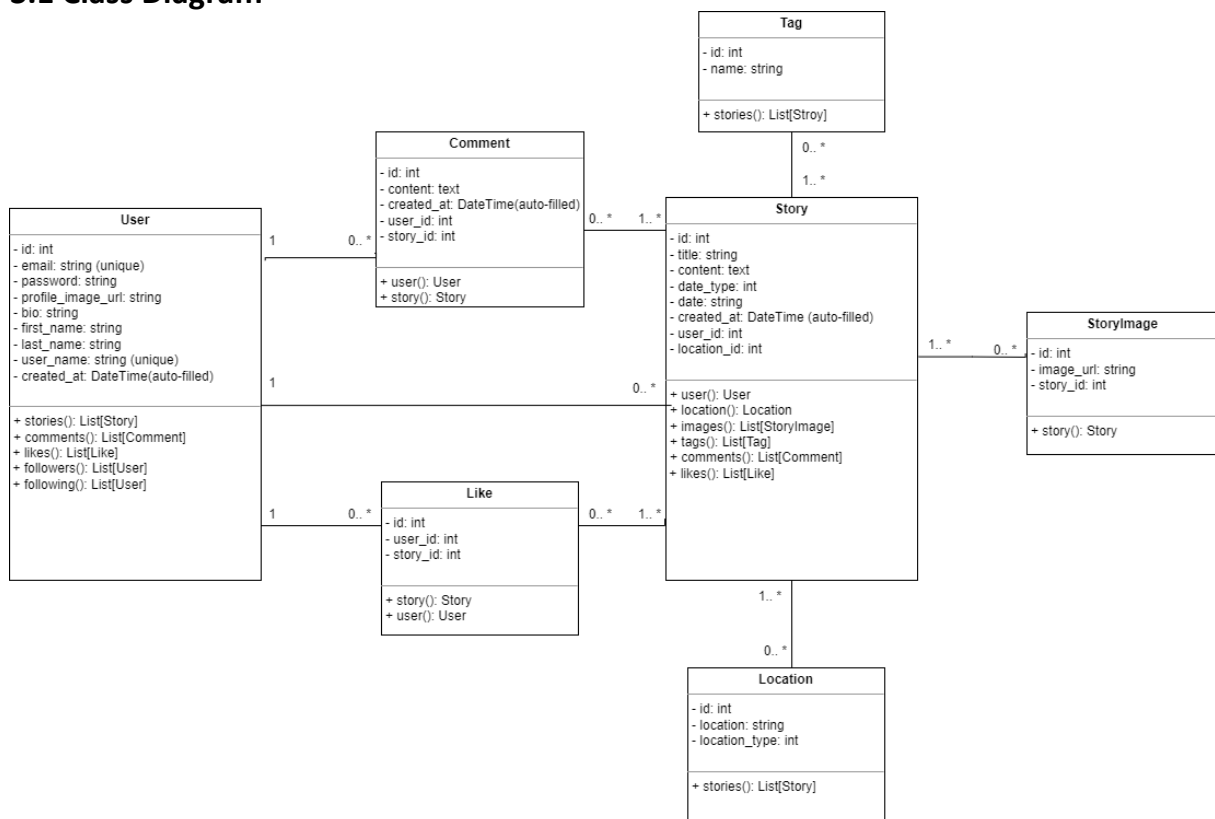 Tag
- id: int
- name: string
+ stories(): List[Stroy]
0.. *
1.. *
Comment
- id: int
- content: text
- created_at: DateTime(auto-filled)
- user_id: int
- story_id: int
+ user(): User
+ story(): Story
0.. *
1.. *
1
0.. *
User
- id: int
- email: string (unique)
- password: string
- profile_image_url: string
- bio: string
- first_name: string
- last_name: string
- user_name: string (unique)
- created_at: DateTime(auto-filled)
+ stories(): List[Story]
+ comments(): List[Comment]
+ likes(): List[Like]
+ followers(): List[User]
+ following(): List[User]
1
0.. *
Story
- id: int
- title: string
- content: text
- date_type: int
- date: string
- created_at: DateTime (auto-filled)
- user_id: int
- location_id: int
+ user(): User
+ location(): Location
+ images(): List[StoryImage]
+ tags(): List[Tag]
+ comments(): List[Comment]
+ likes(): List[Like]
1.. *
0.. *
StoryImage
- id: int
- image_url: string
- story_id: int
+ story(): Story
1
0.. *
Like
- id: int
- user_id: int
- story_id: int
+ story(): Story
+ user(): User
0.. *
1.. *
1.. *
0.. *
Location
- id: int
- location: string
- location_type: int
+ stories(): List[Story]